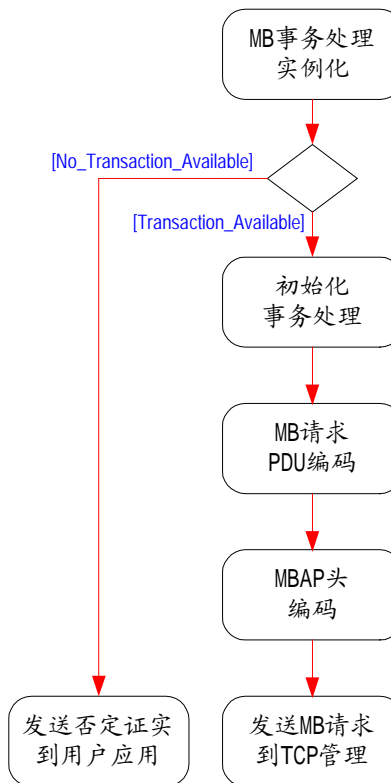 MB事务处理
实例化
[No_Transaction_Available]
[Transaction_Available]
初始化
事务处理
MB请求
PDU编码
MBAP头
编码
发送否定证实
到用户应用
发送MB请求
到TCP管理